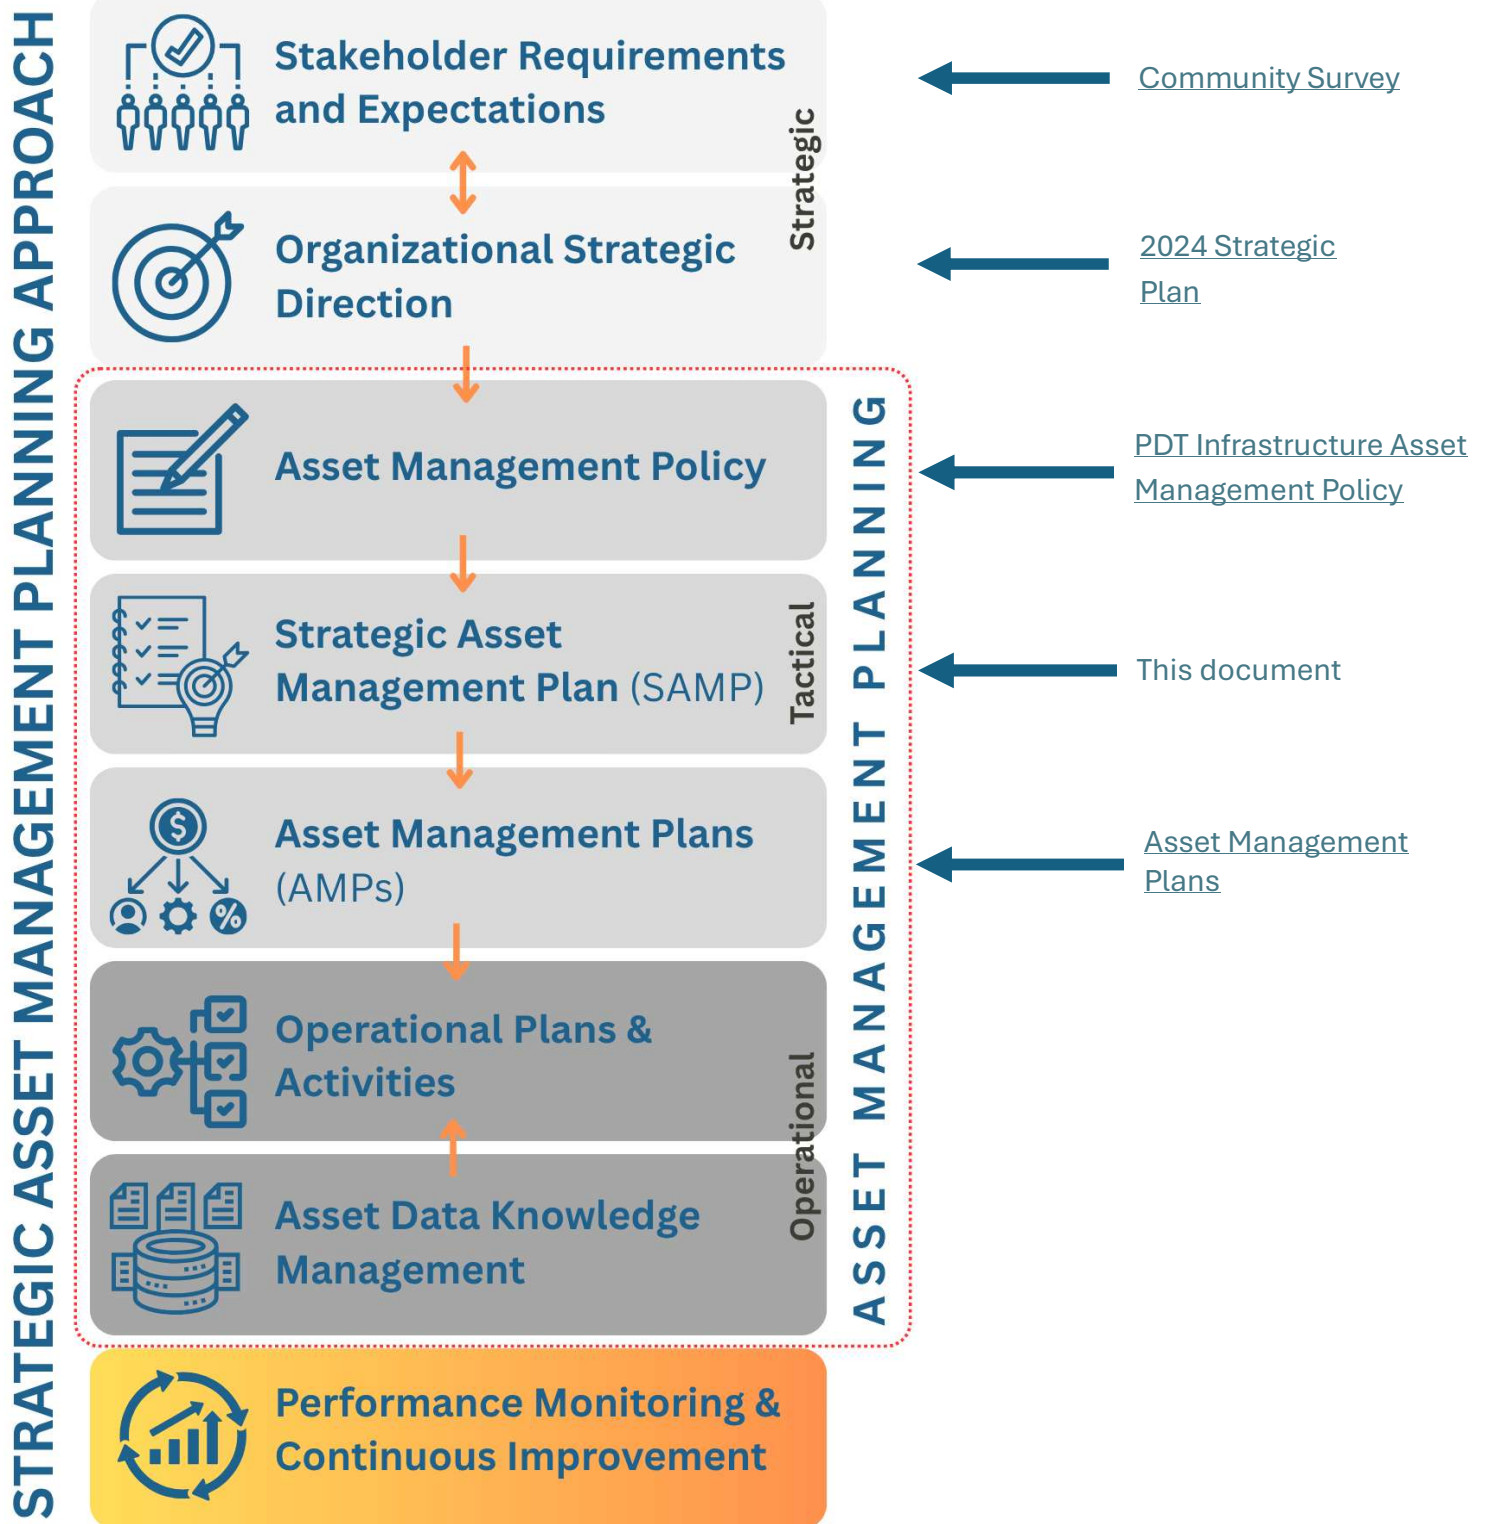 STRATEGIC ASSET MANAGEMENT PLANNING APPROACH
Stakeholder Requirements
and Expectations
Strategic
Community Survey
Organizational Strategic
Direction
2024 Strategic
Plan
ASSET MANAGEMENT PLANNING
Asset Management Policy
PDT Infrastructure Asset
Management Policy
Strategic Asset
Management Plan (SAMP)
Tactical
This document
$
%
Asset Management Plans
(AMPs)
Asset Management
Plans
Operational Plans &
Activities
Operational
Asset Data Knowledge
Management
Performance Monitoring &
Continuous Improvement